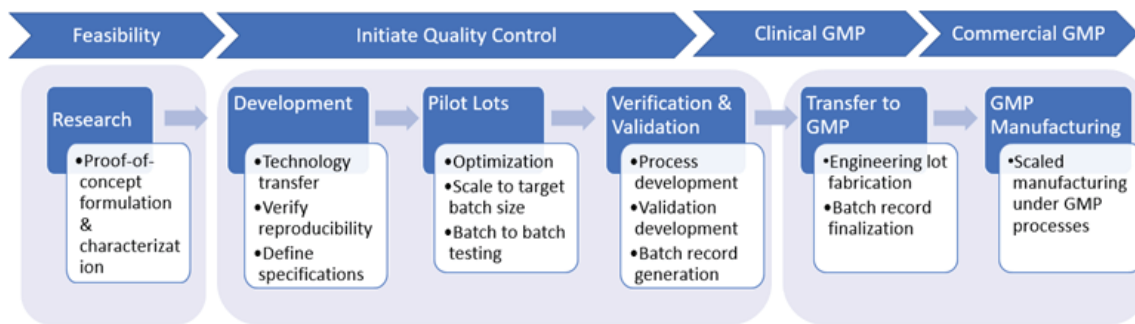 Feasibility
Initiate Quality Control
Clinical GMP
Commercial GMP
Research
•Proof-of-
concept
formulation
&
characterizat
ion
Development
•Technology
transfer
•Verify
reproducibility
•Define
specifications
Pilot Lots
•Optimization
•Scale to target
batch size
•Batch to batch
testing
Verification &
Validation
•Process
development
•Validation
development
•Batch record
generation
Transfer to
GMP
•Engineering lot
fabrication
•Batch record
finalization
GMP
Manufacturing
•Scaled
manufacturing
under GMP
processes